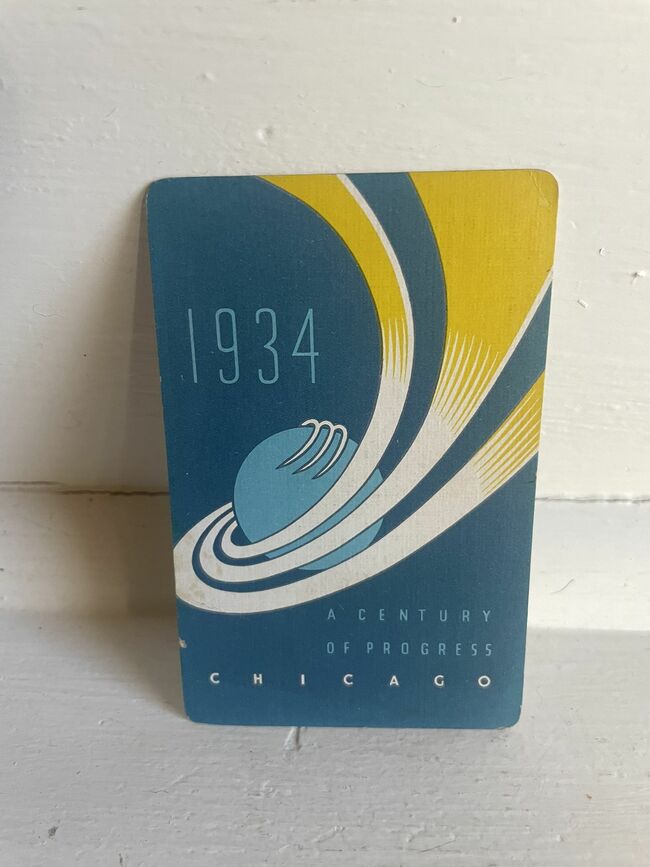 1934
A CENTURY
OF PROGRESS
CHICAGO